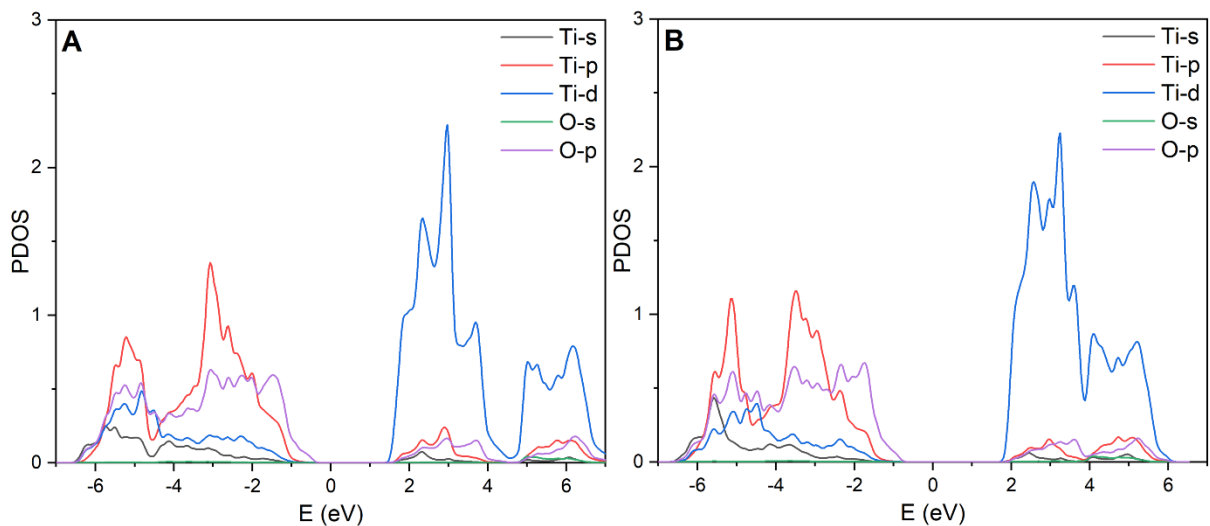 A
Ti-s
Ti-p
Ti-d
O-s
O-p
PDOS
3
2
1
0
-6 -4 -2 0 2 4 6
E (eV)
B
Ti-s
Ti-p
Ti-d
O-s
O-p
PDOS
3
2
1
0
-6 -4 -2 0 2 4 6
E (eV)